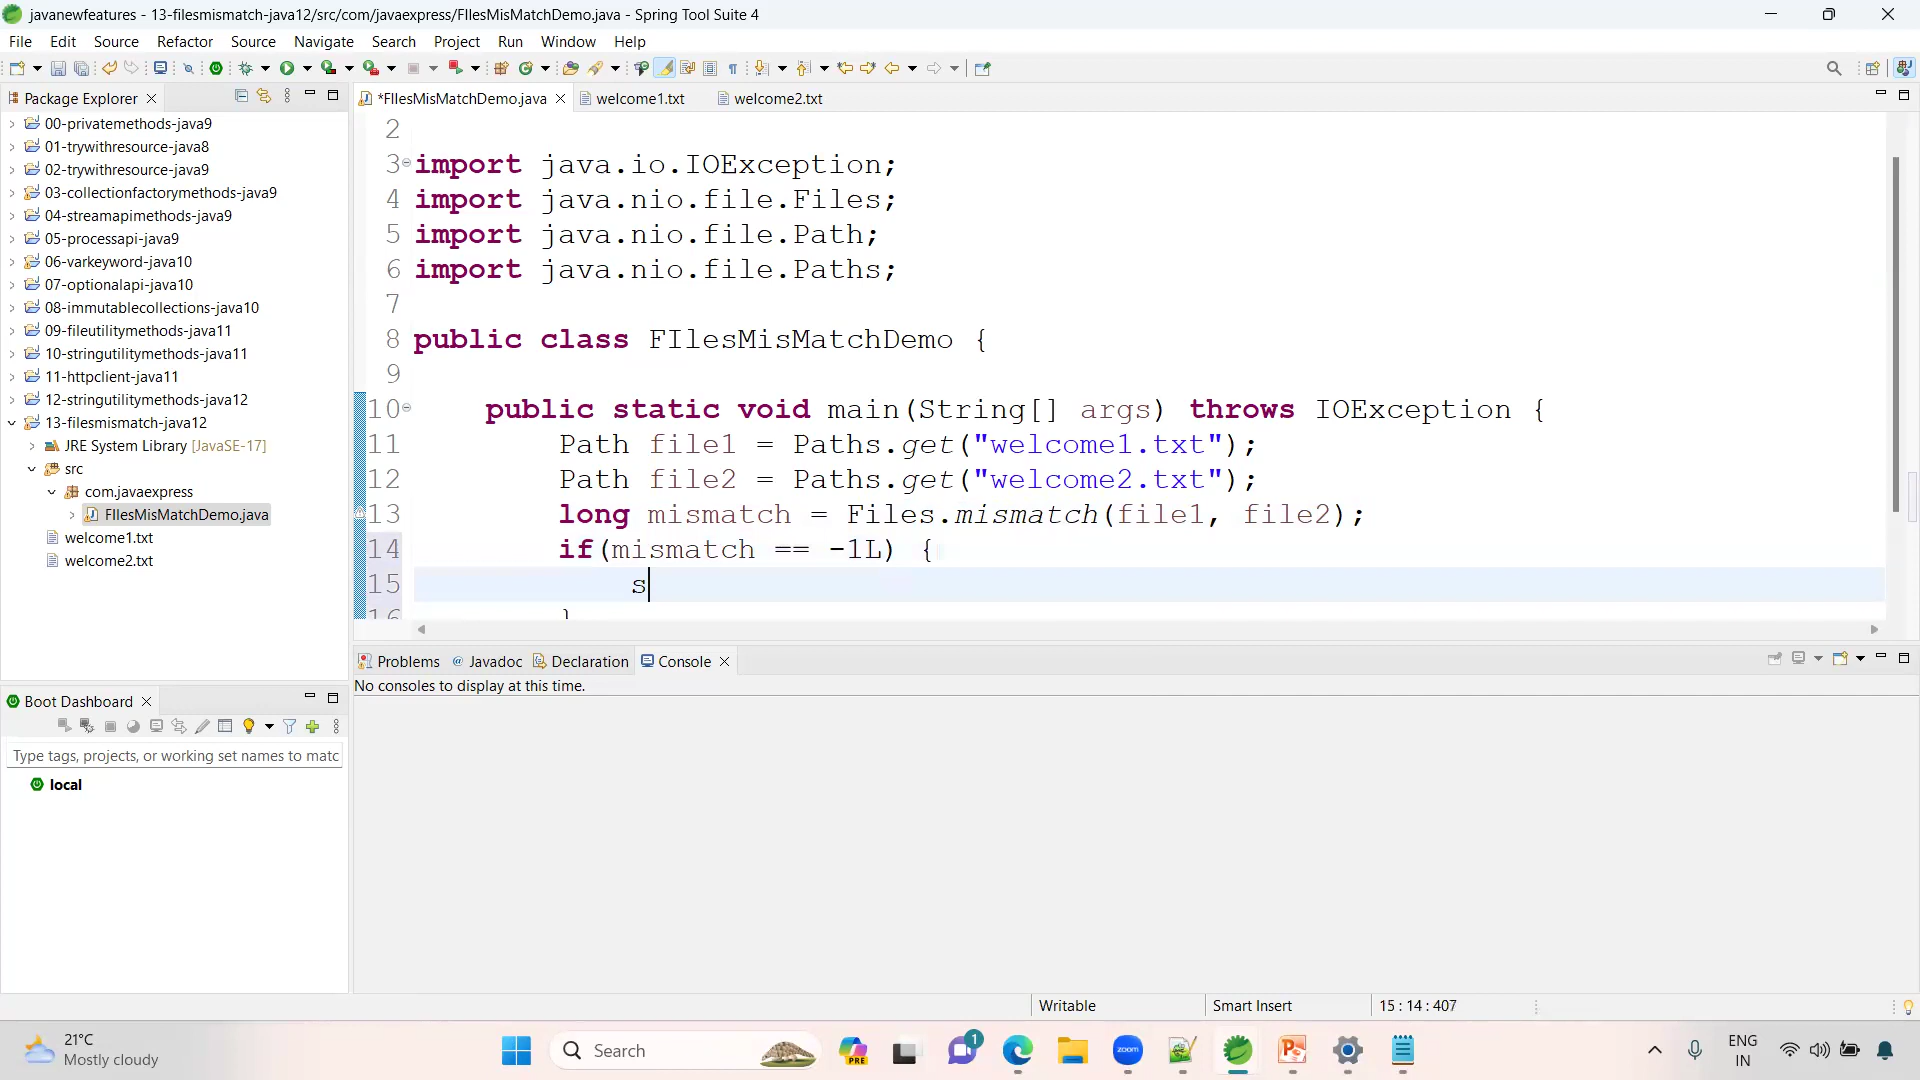 javanewfeatures - 13-filesmismatch-java12/src/com/javaexpress/FIlesMisMatchDemo.java - Spring Tool Suite 4
File Edit Source Refactor Source Navigate Search Project Run Window Help
Package Explorer
*FIlesMisMatchDemo.java welcome1.txt welcome2.txt
00-privatemethods-java9
01-trywithresource-java8
02-trywithresource-java9
03-collectionfactorymethods-java9
04-streamapimethods-java9
05-processapi-java9
06-varkeyword-java10
07-optionalapi-java10
08-immutablecollections-java10
09-fileutilitymethods-java11
10-stringutilitymethods-java11
11-httpclient-java11
12-stringutilitymethods-java12
13-filesmismatch-java12
JRE System Library [JavaSE-17]
src
com.javaexpress
FIlesMisMatchDemo.java
welcome1.txt
welcome2.txt
2
3 import java.io.IOException;
4 import java.nio.file.Files;
5 import java.nio.file.Path;
6 import java.nio.file.Paths;
7
8 public class FIlesMisMatchDemo {
9
10 public static void main(String[] args) throws IOException {
11 Path file1 = Paths.get("welcome1.txt");
12 Path file2 = Paths.get("welcome2.txt");
13 long mismatch = Files.mismatch(file1, file2);
14 if(mismatch == -1L) {
15 s
16 }
Problems Javadoc Declaration Console
No consoles to display at this time.
Boot Dashboard
Type tags, projects, or working set names to matc
local
Writable Smart Insert 15 : 14 : 407
21°C
Mostly cloudy
Search
PRE
1
zoom
ENG
IN